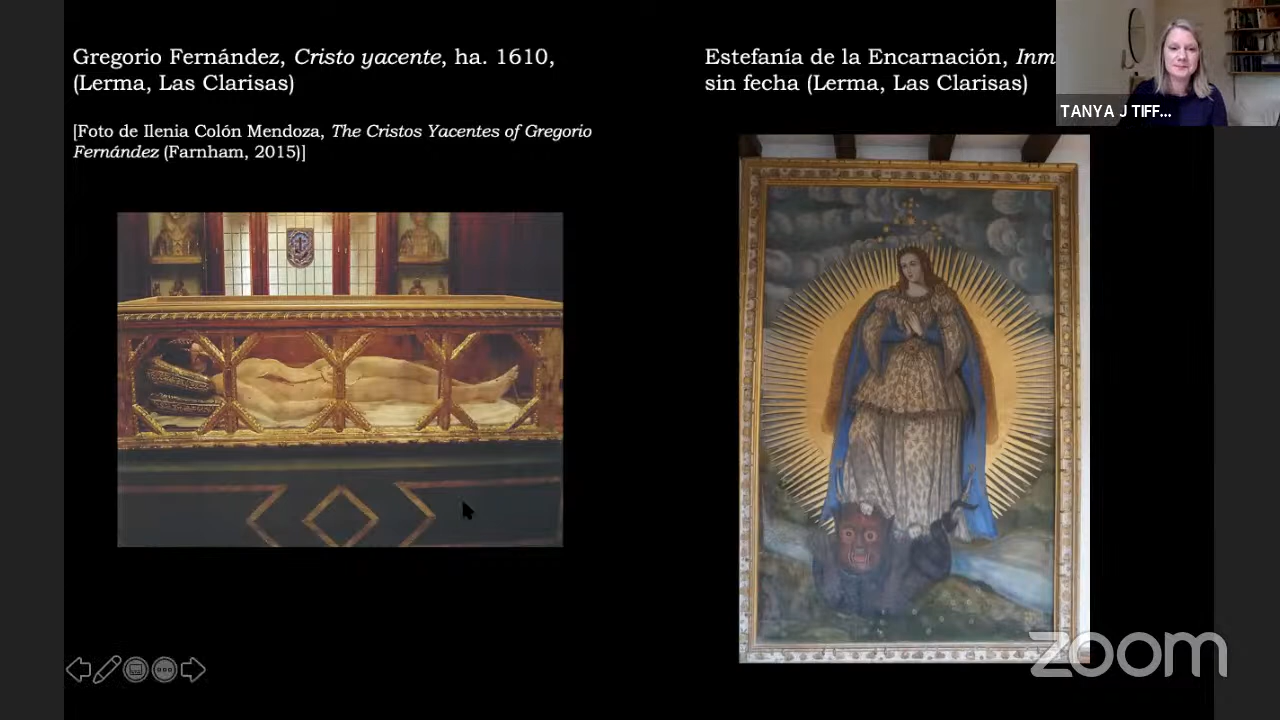 Gregorio Fernández, Cristo yacente, ha. 1610,
(Lerma, Las Clarisas)
[Foto de Ilenia Colón Mendoza, The Cristos Yacentes of Gregorio
Fernández (Farnham, 2015)]
Estefanía de la Encarnación, Inm
sin fecha (Lerma, Las Clarisas)
TANYA J TIFF...
zoom